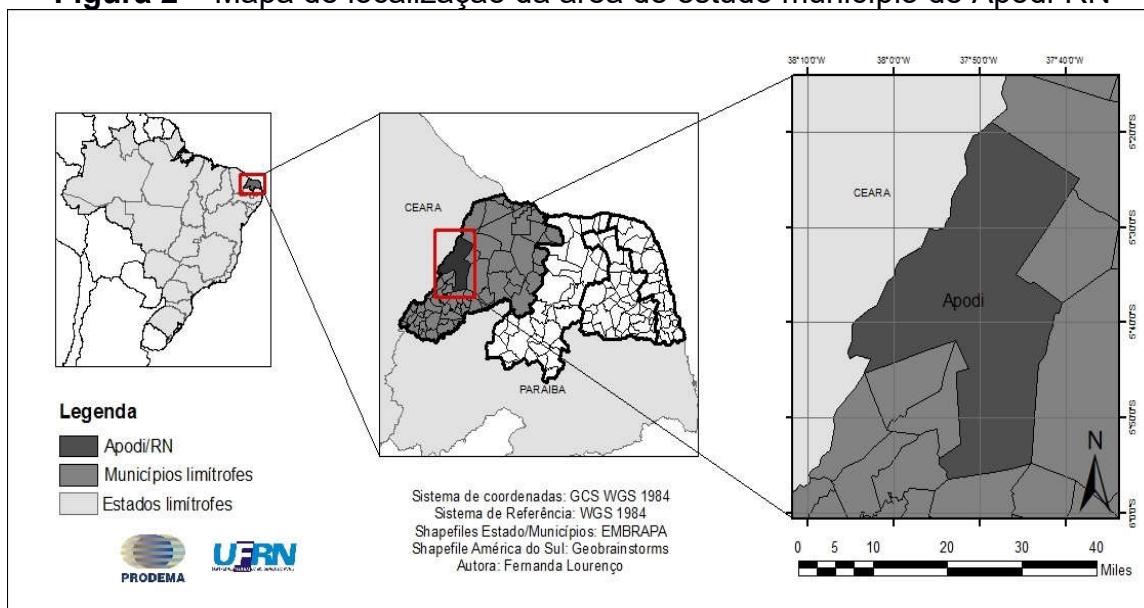 Figura 2 – Mapa de localização da área de estudo município de Apodi-RN
38°10'0"W 38°0'0"W 37°50'0"W 37°40'0"W
5°20'0"S
5°30'0"S
5°40'0"S
5°50'0"S
6°0'0"S
CEARA
PARAIBA
CEARA
Apodi
N
Legenda
Apodi/RN
Municípios limítrofes
Estados limítrofes
PRODEMA
UFRN
Sistema de coordenadas: GCS WGS 1984
Sistema de Referência: WGS 1984
Shapefiles Estado/Municípios: EMBRAPA
Shapefile América do Sul: Geobrainstorms
Autora: Fernanda Lourenço
0 5 10 20 30 40
Miles